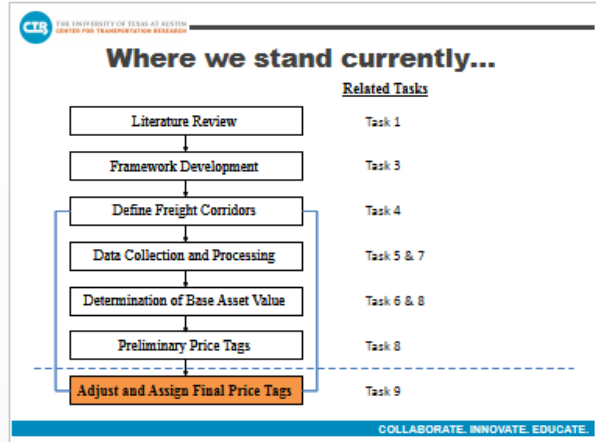 CTR
THE UNIVERSITY OF TEXAS AT AUSTIN
CENTER FOR TRANSPORTATION RESEARCH
Where we stand currently...
Related Tasks
Literature Review Task 1
Framework Development Task 3
Define Freight Corridors Task 4
Data Collection and Processing Task 5 & 7
Determination of Base Asset Value Task 6 & 8
Preliminary Price Tags Task 8
Adjust and Assign Final Price Tags Task 9
COLLABORATE. INNOVATE. EDUCATE.